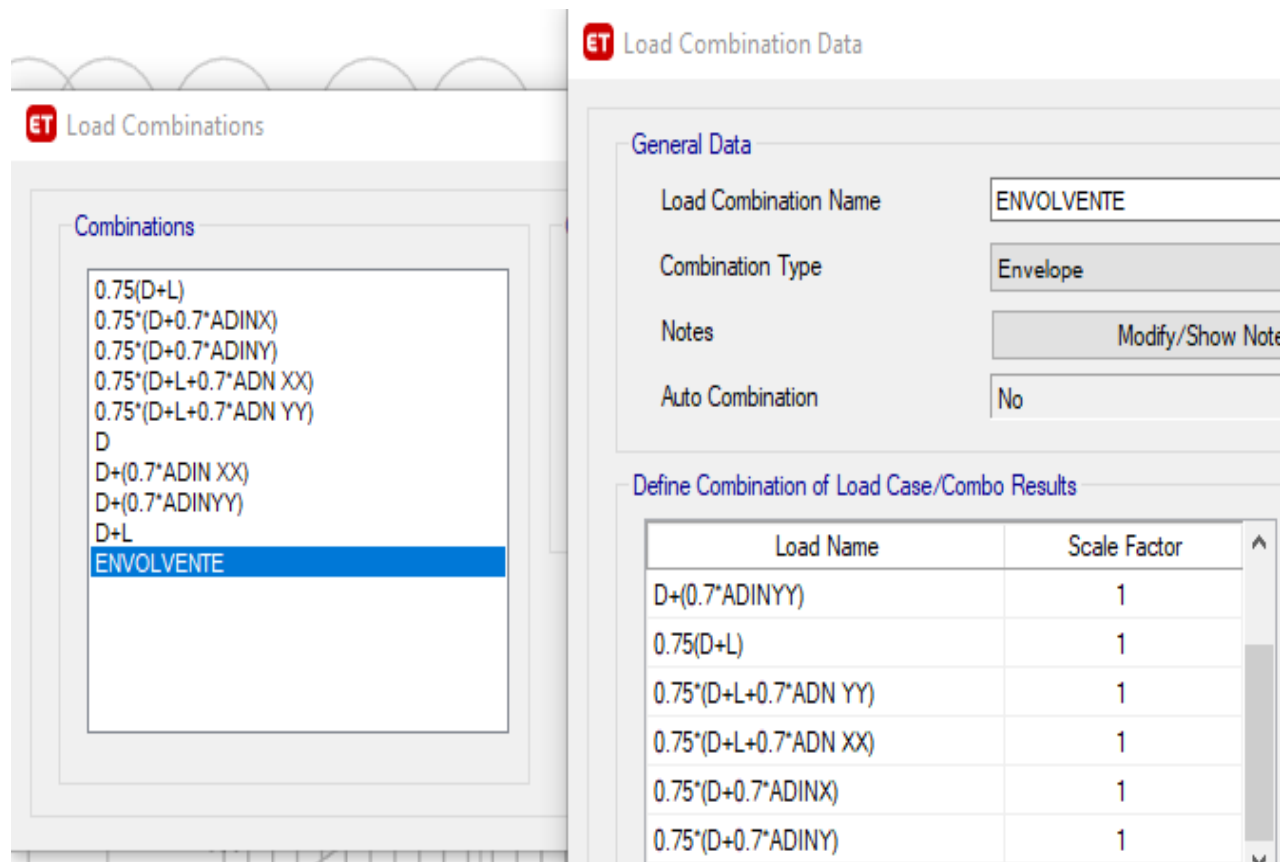 ET Load Combinations
Combinations
0.75(D+L)
0.75*(D+0.7*ADINX)
0.75*(D+0.7*ADINY)
0.75*(D+L+0.7*ADN XX)
0.75*(D+L+0.7*ADN YY)
D
D+(0.7*ADIN XX)
D+(0.7*ADINYY)
D+L
ENVOLVENTE
ET Load Combination Data
General Data
Load Combination Name ENVOLVENTE
Combination Type Envelope
Notes Modify/Show Note
Auto Combination No
Define Combination of Load Case/Combo Results
Load Name Scale Factor
D+(0.7*ADINYY) 1
0.75(D+L) 1
0.75*(D+L+0.7*ADN YY) 1
0.75*(D+L+0.7*ADN XX) 1
0.75*(D+0.7*ADINX) 1
0.75*(D+0.7*ADINY) 1